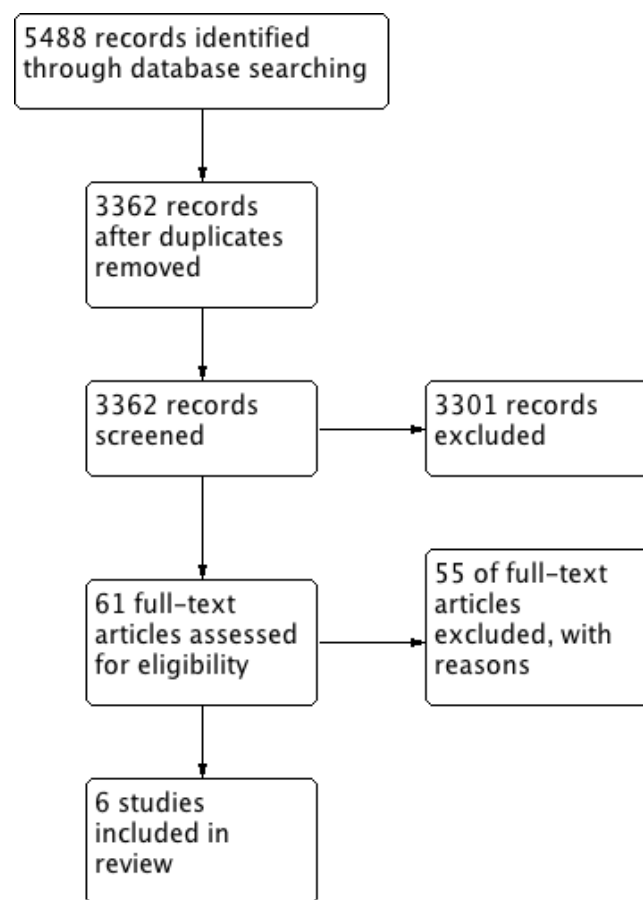 5488 records identified
through database searching
3362 records
after duplicates
removed
3362 records
screened
3301 records
excluded
61 full-text
articles assessed
for eligibility
55 of full-text
articles
excluded, with
reasons
6 studies
included in
review